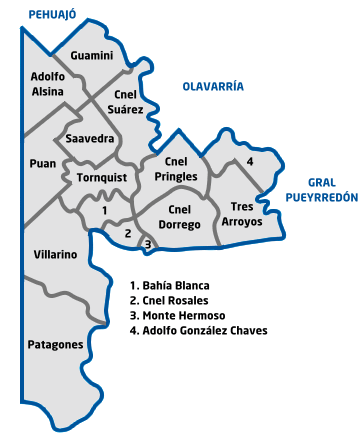 PEHUAJÓ
Guamini
Adolfo
Alsina
OLAVARRÍA
Cnel
Suárez
Saavedra
Puan
Tornquist
Cnel
Pringles
4
GRAL
PUEYRREDÓN
1
Cnel
Dorrego
Tres
Arroyos
2
3
Villarino
1. Bahía Blanca
2. Cnel Rosales
3. Monte Hermoso
4. Adolfo González Chaves
Patagones